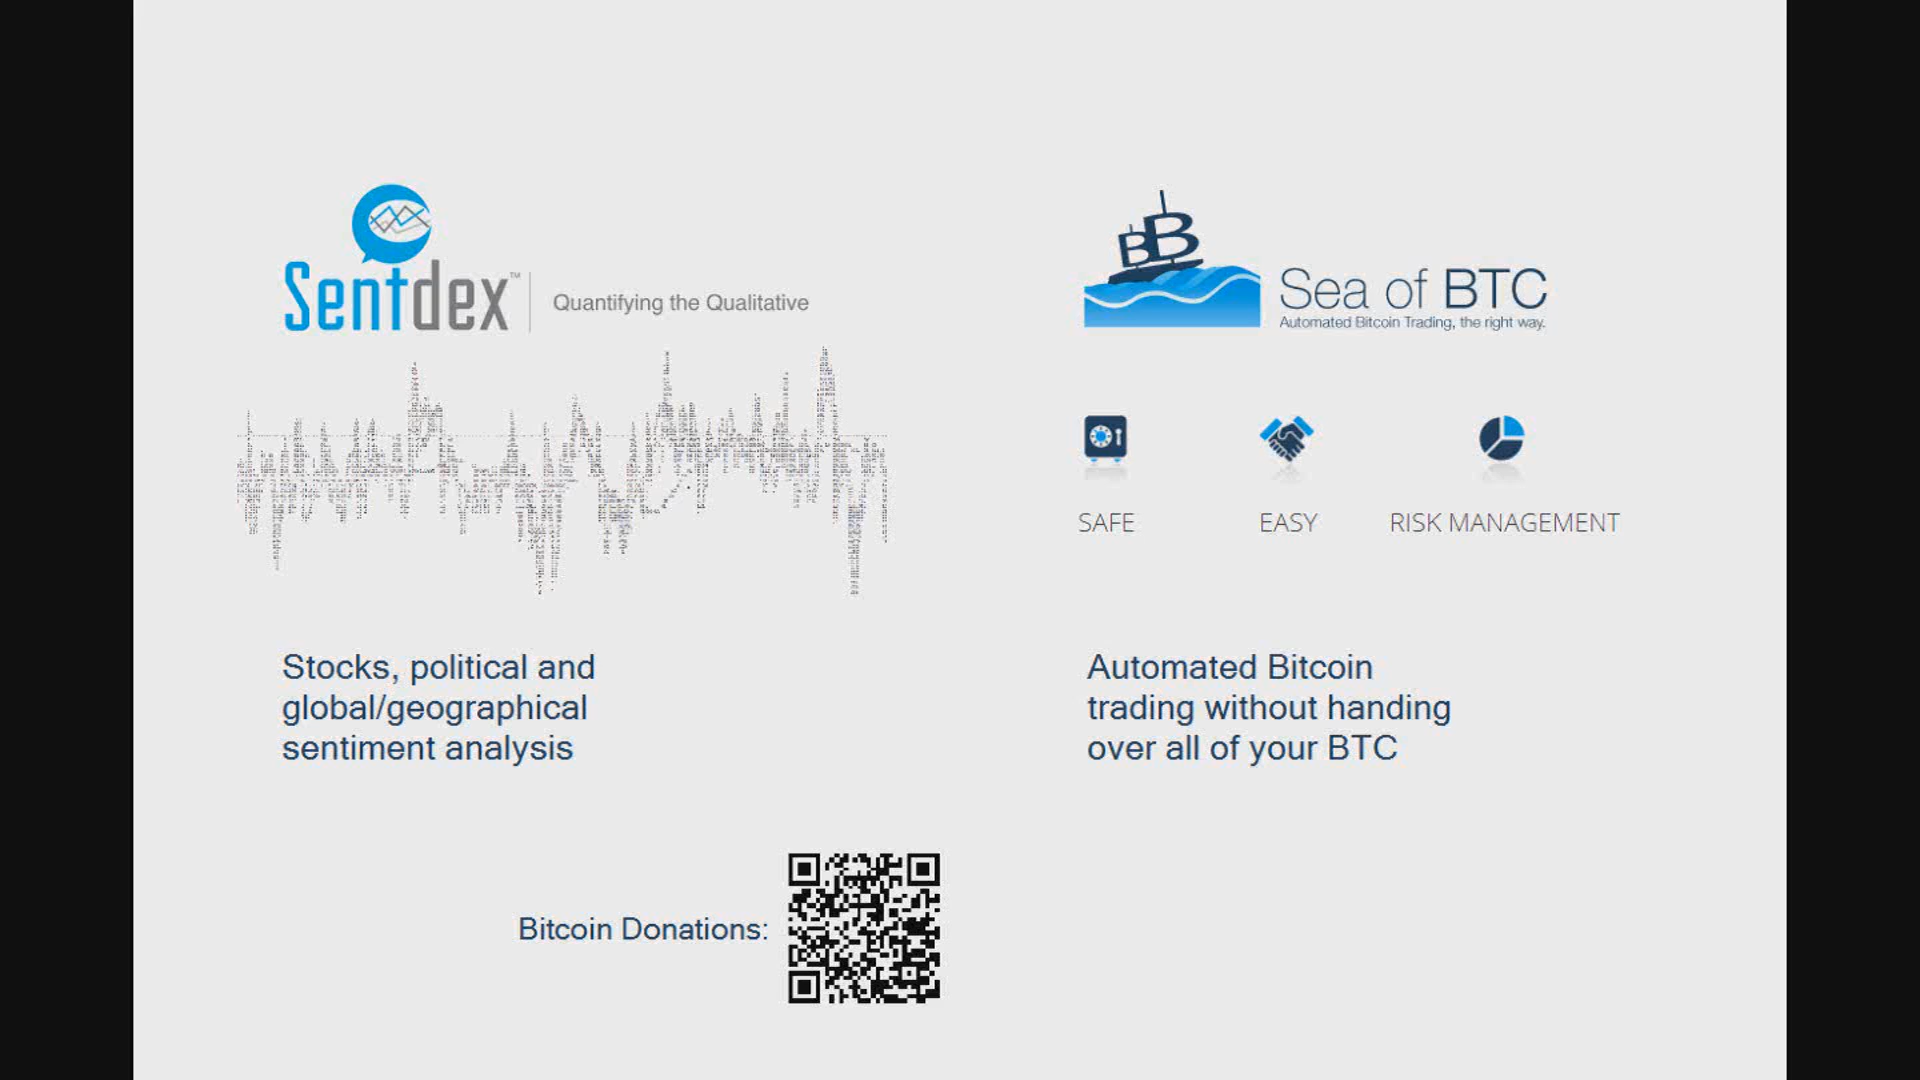 Sentdex™
Quantifying the Qualitative
Stocks, political and
global/geographical
sentiment analysis
BB
Sea of BTC
Automated Bitcoin Trading, the right way.
SAFE
EASY
RISK MANAGEMENT
Automated Bitcoin
trading without handing
over all of your BTC
Bitcoin Donations: